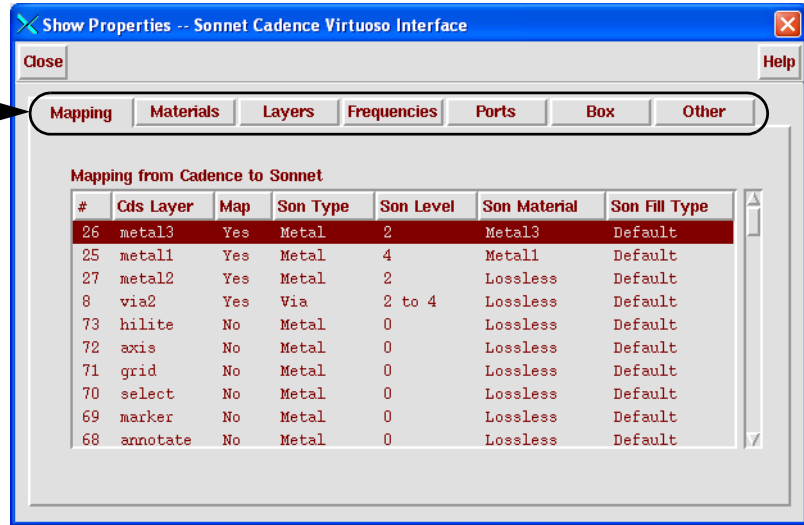 Show Properties -- Sonnet Cadence Virtuoso Interface
Close Help
Mapping Materials Layers Frequencies Ports Box Other
Mapping from Cadence to Sonnet
# Cds Layer Map Son Type Son Level Son Material Son Fill Type
26 metal3 Yes Metal 2 Metal3 Default
25 metal1 Yes Metal 4 Metal1 Default
27 metal2 Yes Metal 2 Lossless Default
8 via2 Yes Via 2 to 4 Lossless Default
73 hilite No Metal 0 Lossless Default
72 axis No Metal 0 Lossless Default
71 grid No Metal 0 Lossless Default
70 select No Metal 0 Lossless Default
69 marker No Metal 0 Lossless Default
68 annotate No Metal 0 Lossless Default